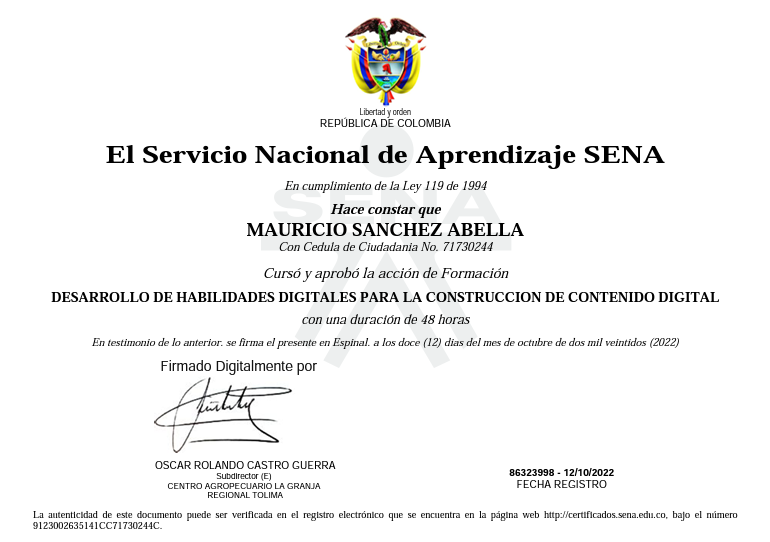 Libertad y orden
REPÚBLICA DE COLOMBIA
El Servicio Nacional de Aprendizaje SENA
En cumplimiento de la Ley 119 de 1994
Hace constar que
MAURICIO SANCHEZ ABELLA
Con Cedula de Ciudadania No. 71730244
Cursó y aprobó la acción de Formación
DESARROLLO DE HABILIDADES DIGITALES PARA LA CONSTRUCCION DE CONTENIDO DIGITAL
con una duración de 48 horas
En testimonio de lo anterior. se firma el presente en Espinal. a los doce (12) dias del mes de octubre de dos mil veintidos (2022)
Firmado Digitalmente por
OSCAR ROLANDO CASTRO GUERRA
Subdirector (E)
CENTRO AGROPECUARIO LA GRANJA
REGIONAL TOLIMA
86323998 - 12/10/2022
FECHA REGISTRO
SENA
La autenticidad de este documento puede ser verificada en el registro electrónico que se encuentra en la página web http://certificados.sena.edu.co, bajo el número
9123002635141CC71730244C.